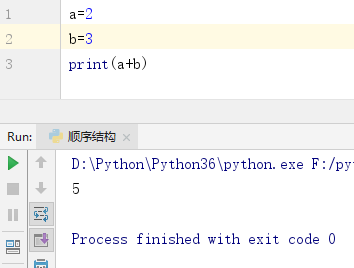 1 a=2
2 b=3
3 print(a+b)
Run: 顺序结构
D:\Python\Python36\python.exe F:/py
5
Process finished with exit code 0